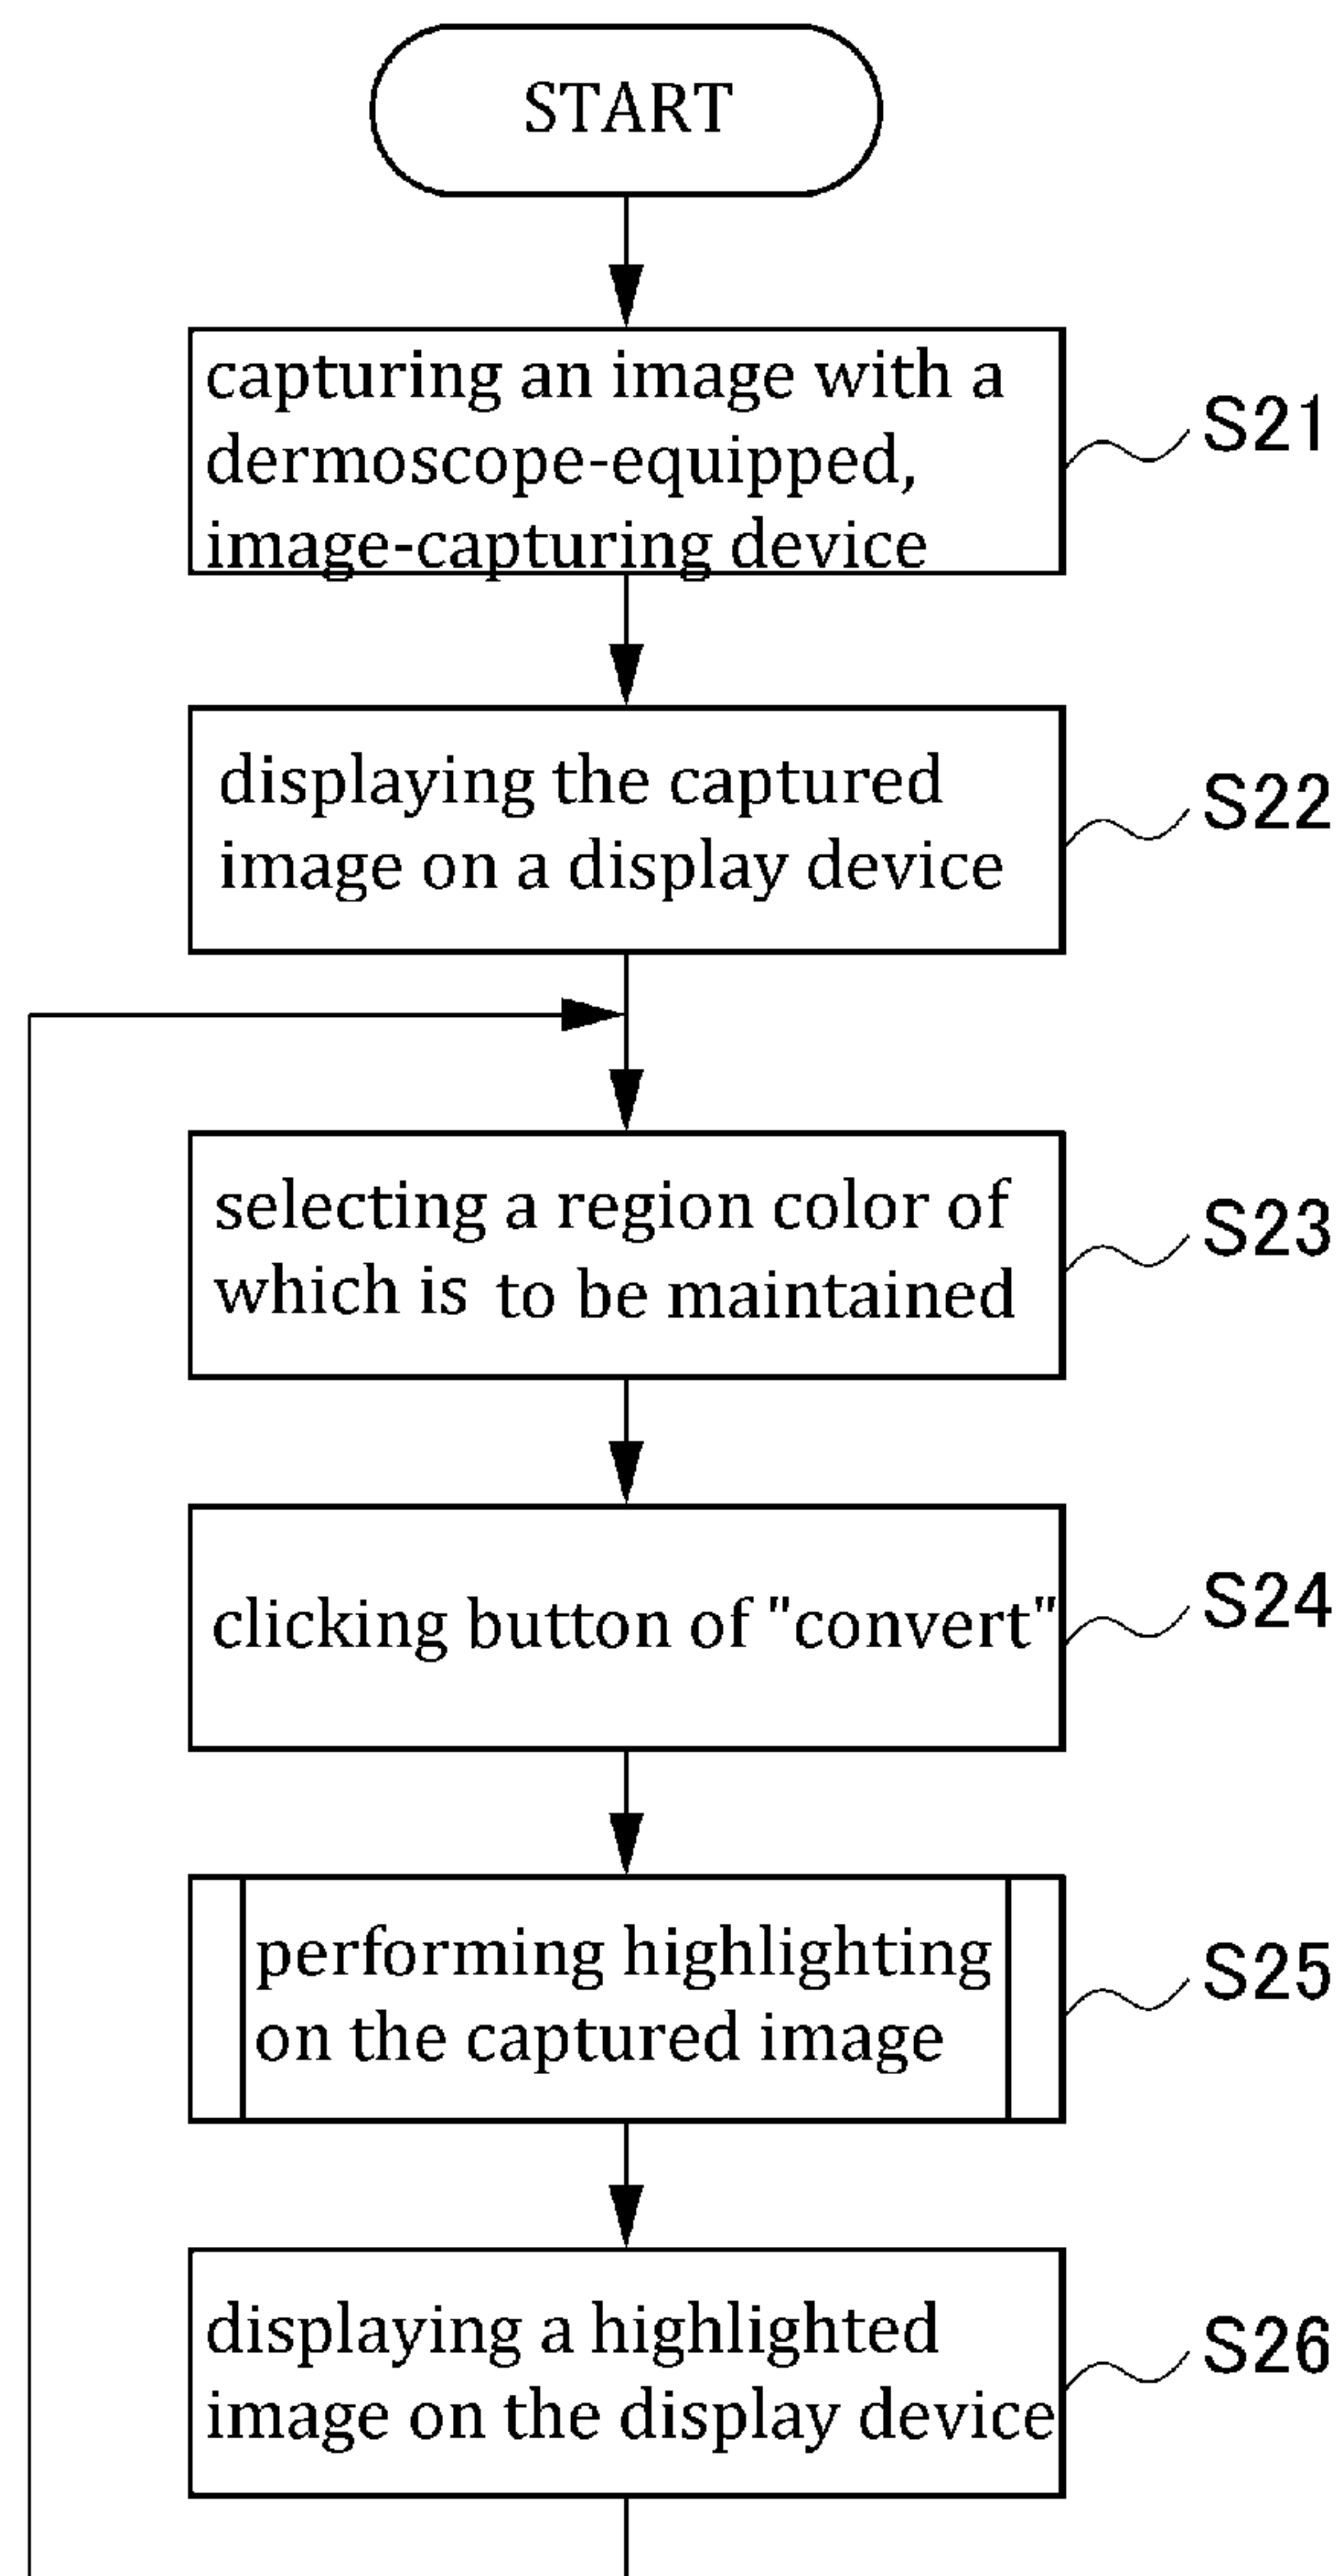 START
capturing an image with a
dermoscope-equipped,
image-capturing device
S21
displaying the captured
image on a display device
S22
selecting a region color of
which is to be maintained
S23
clicking button of "convert"
S24
performing highlighting
on the captured image
S25
displaying a highlighted
image on the display device
S26